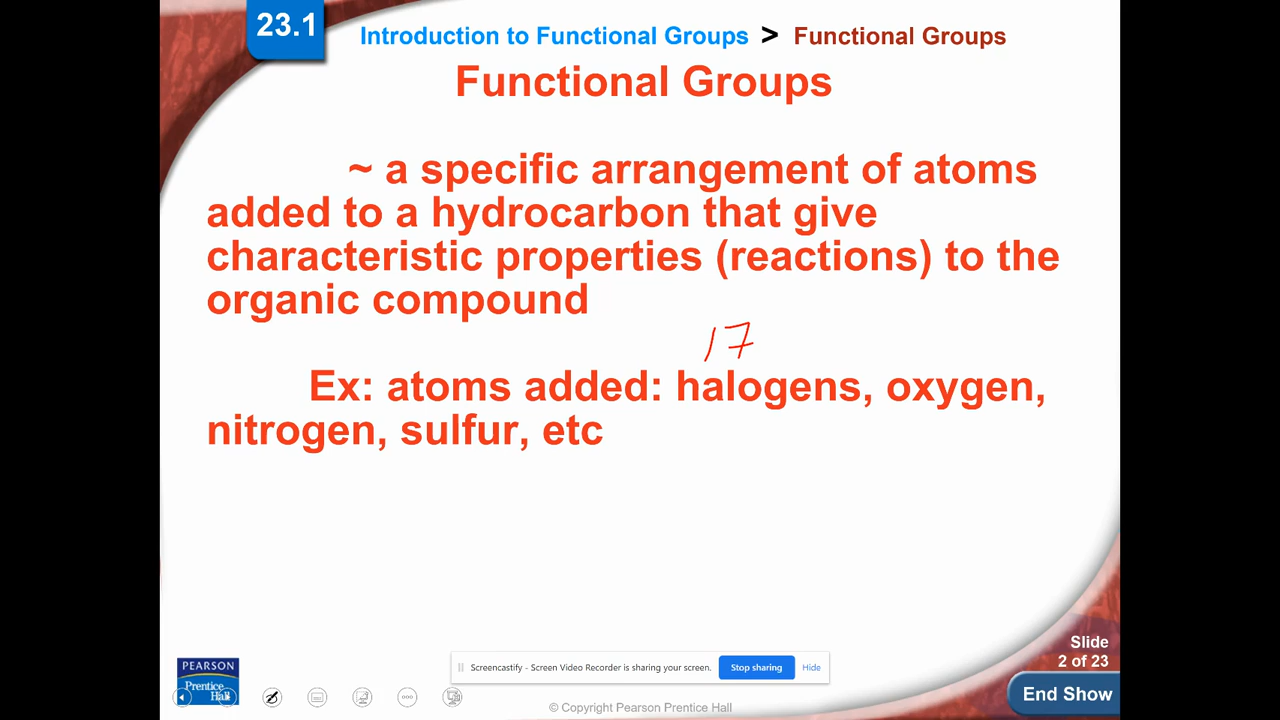 23.1
Introduction to Functional Groups > Functional Groups
Functional Groups
~ a specific arrangement of atoms
added to a hydrocarbon that give
characteristic properties (reactions) to the
organic compound
17
Ex: atoms added: halogens, oxygen,
nitrogen, sulfur, etc
Slide
2 of 23
End Show
PEARSON
Prentice
Hall
Screencastify - Screen Video Recorder is sharing your screen. Stop sharing Hide
© Copyright Pearson Prentice Hall